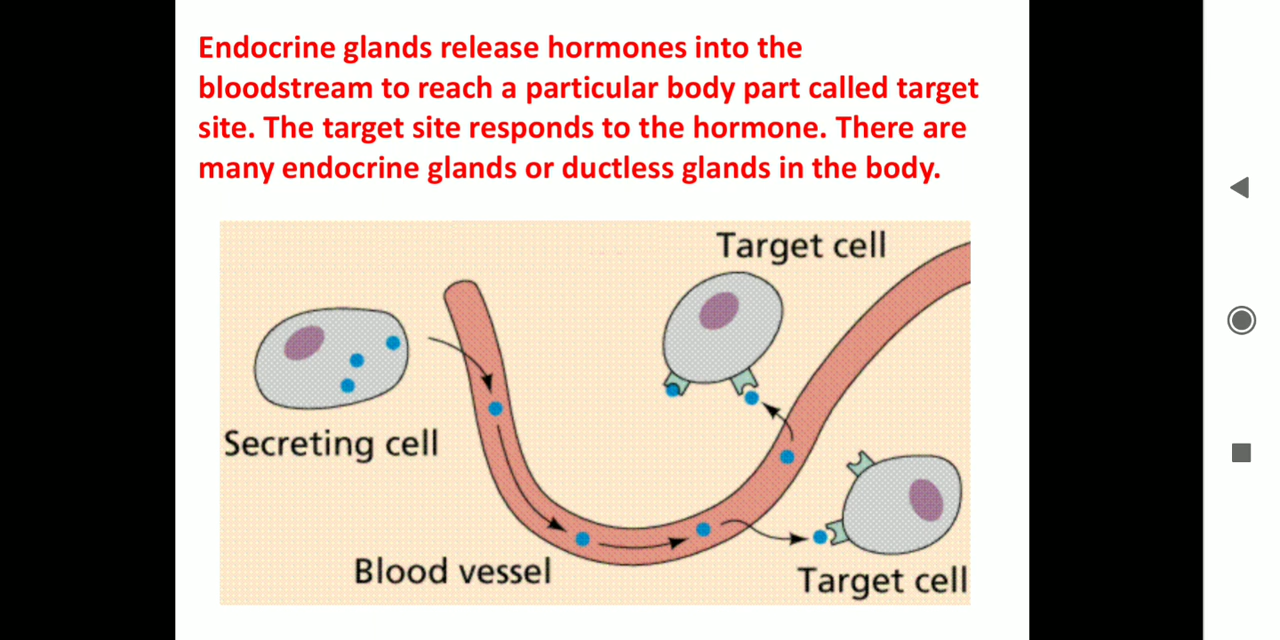 Endocrine glands release hormones into the
bloodstream to reach a particular body part called target
site. The target site responds to the hormone. There are
many endocrine glands or ductless glands in the body.
Target cell
Secreting cell
Blood vessel
Target cell